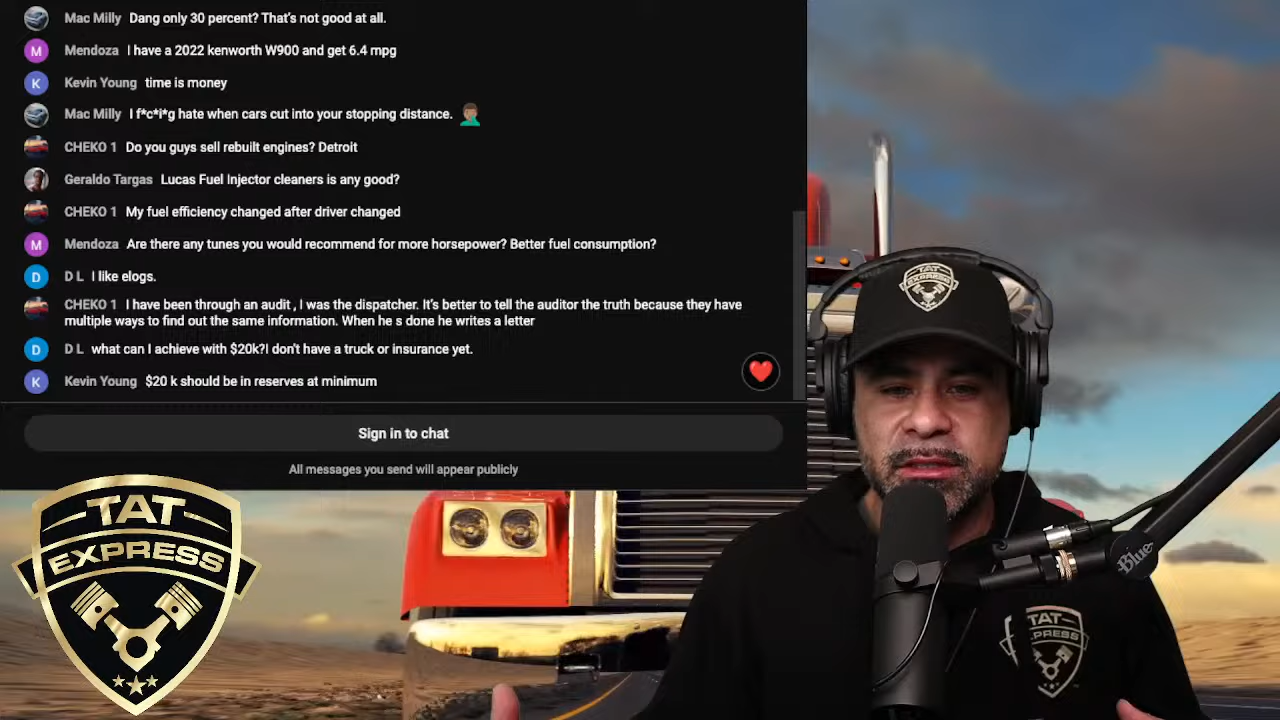 Mac Milly Dang only 30 percent? That's not good at all.
M Mendoza I have a 2022 kenworth W900 and get 6.4 mpg
K Kevin Young time is money
Mac Milly I f*c*i*g hate when cars cut into your stopping distance.
CHEKO 1 Do you guys sell rebuilt engines? Detroit
Geraldo Targas Lucas Fuel Injector cleaners is any good?
CHEKO 1 My fuel efficiency changed after driver changed
M Mendoza Are there any tunes you would recommend for more horsepower? Better fuel consumption?
D D L I like elogs.
CHEKO 1 I have been through an audit , I was the dispatcher. It's better to tell the auditor the truth because they have
multiple ways to find out the same information. When he s done he writes a letter
D D L what can I achieve with $20k?I don't have a truck or insurance yet.
K Kevin Young $20 k should be in reserves at minimum
Sign in to chat
All messages you send will appear publicly
TAT
EXPRESS
TAT
EXPRESS
Blue
TAT
PRESS